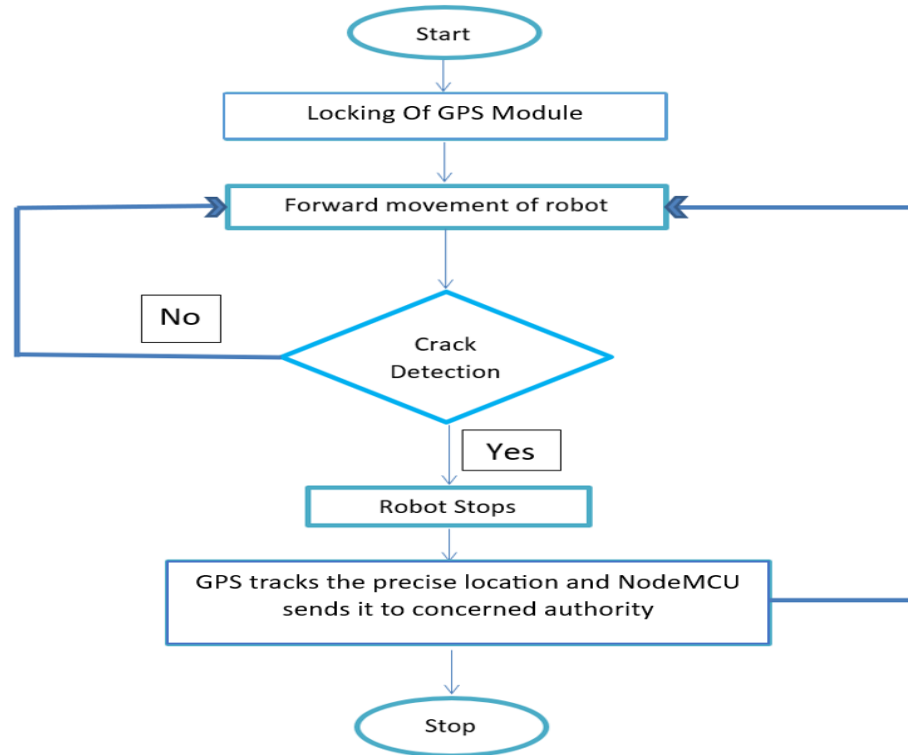 Start
Locking Of GPS Module
Forward movement of robot
No
Crack
Detection
Yes
Robot Stops
GPS tracks the precise location and NodeMCU
sends it to concerned authority
Stop